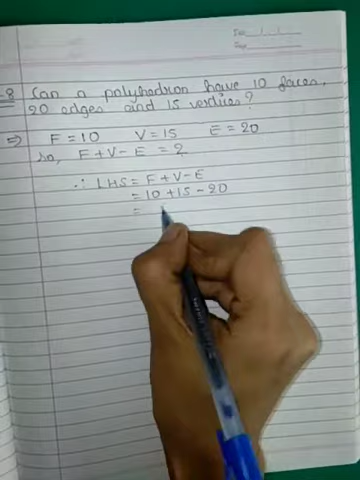 8 Can a polyhedron have 10 faces,
20 edges and 15 vertices?
⇒ F = 10 V = 15 E = 20
so, F + V - E = 2
∴ LHS = F + V - E
= 10 + 15 - 20
=